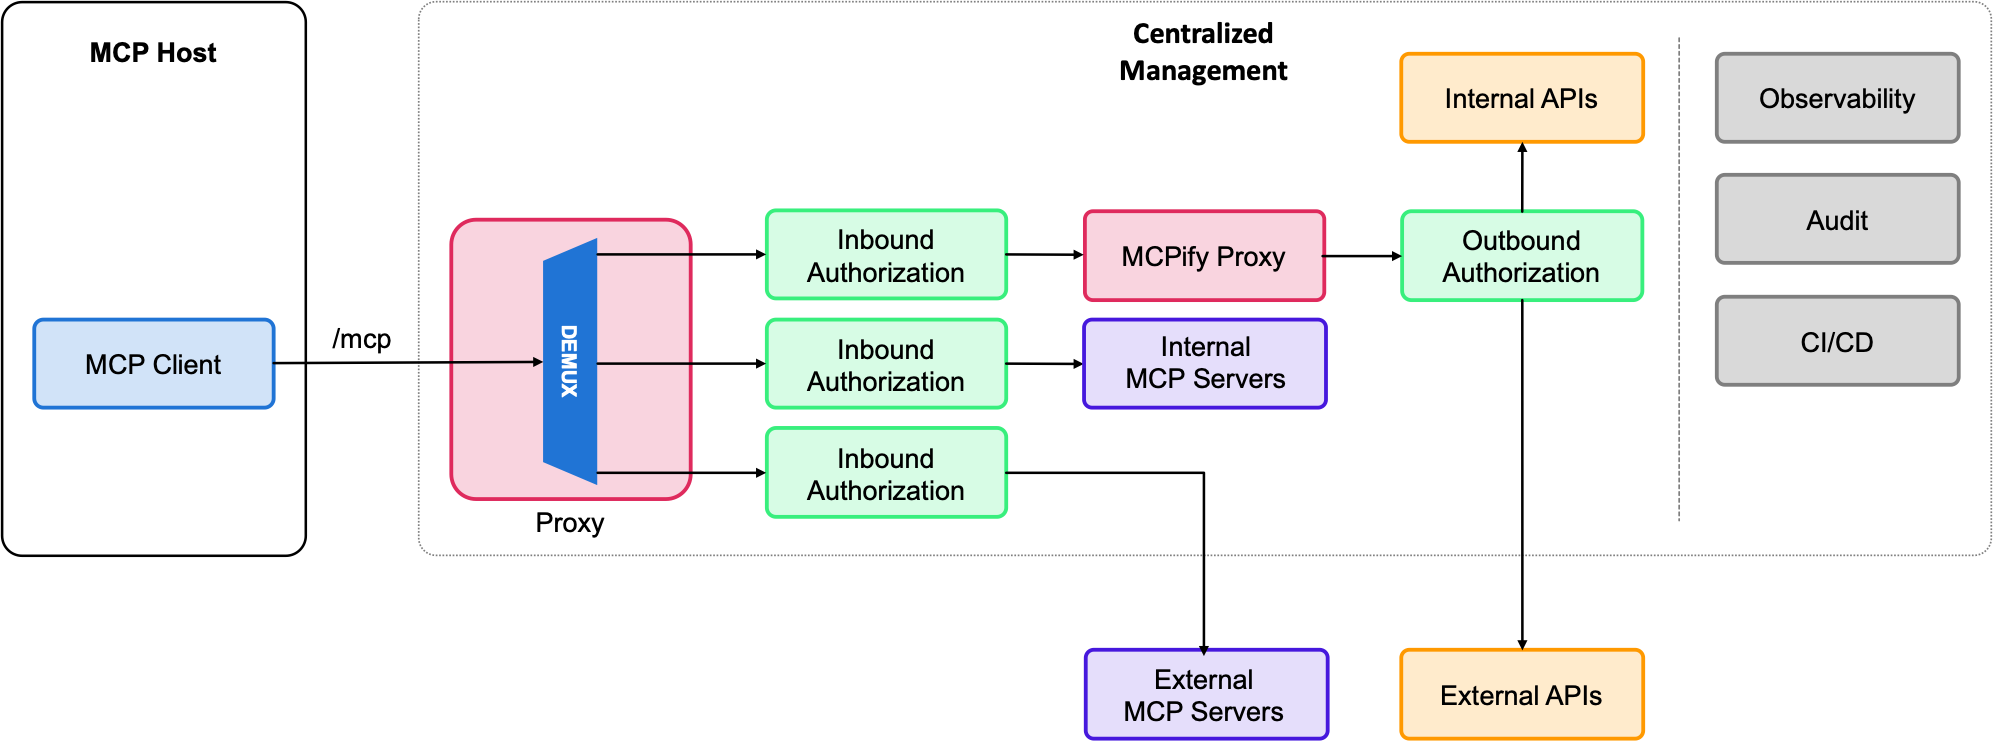 MCP Host
MCP Client
/mcp
Centralized
Management
DEMUX
Proxy
Inbound
Authorization
Inbound
Authorization
Inbound
Authorization
MCPify Proxy
Internal
MCP Servers
External
MCP Servers
Internal APIs
Outbound
Authorization
External APIs
Observability
Audit
CI/CD